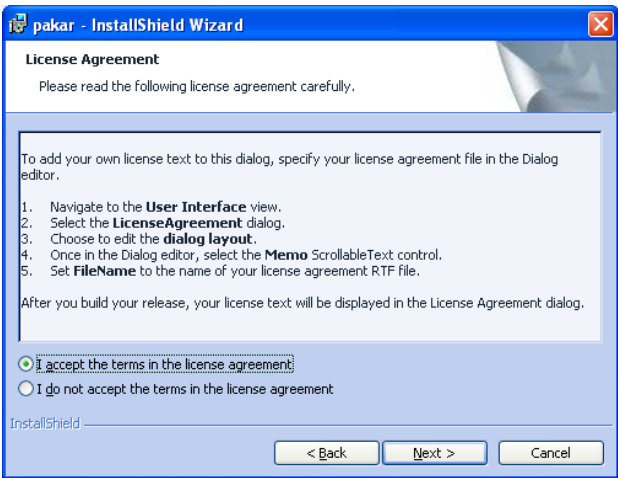 pakar - InstallShield Wizard
License Agreement
Please read the following license agreement carefully.
To add your own license text to this dialog, specify your license agreement file in the Dialog
editor.
1. Navigate to the User Interface view.
2. Select the LicenseAgreement dialog.
3. Choose to edit the dialog layout.
4. Once in the Dialog editor, select the Memo ScrollableText control.
5. Set FileName to the name of your license agreement RTF file.
After you build your release, your license text will be displayed in the License Agreement dialog.
I accept the terms in the license agreement
I do not accept the terms in the license agreement
InstallShield
< Back Next > Cancel